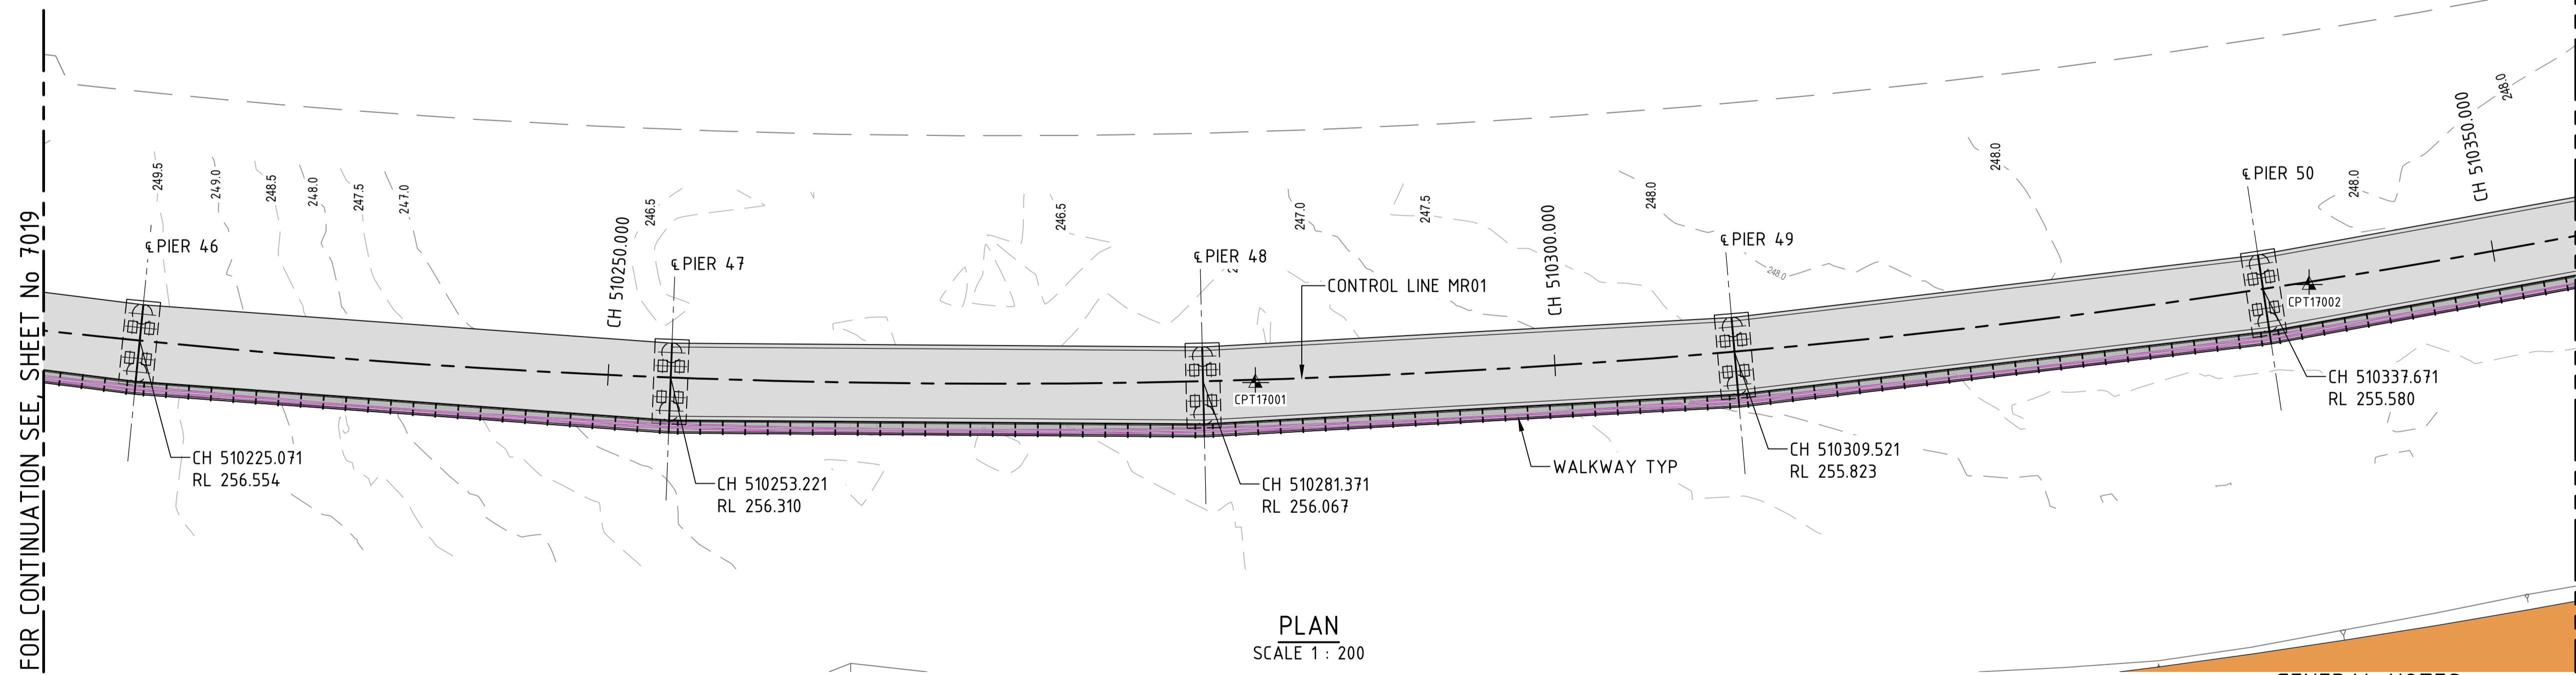 FOR CONTINUATION SEE, SHEET No 7019
249.5
249.0
248.5
248.0
247.5
247.0
℄ PIER 46
CH 510250.000
246.5
℄ PIER 47
246.5
℄ PIER 48
247.0
CONTROL LINE MR01
247.5
CH 510300.000
248.0
℄ PIER 49
248.0
248.0
℄ PIER 50
248.0
CH 510350.000
248.0
CPT17001
CPT17002
CH 510225.071
RL 256.554
CH 510253.221
RL 256.310
CH 510281.371
RL 256.067
WALKWAY TYP
CH 510309.521
RL 255.823
CH 510337.671
RL 255.580
PLAN
SCALE 1 : 200